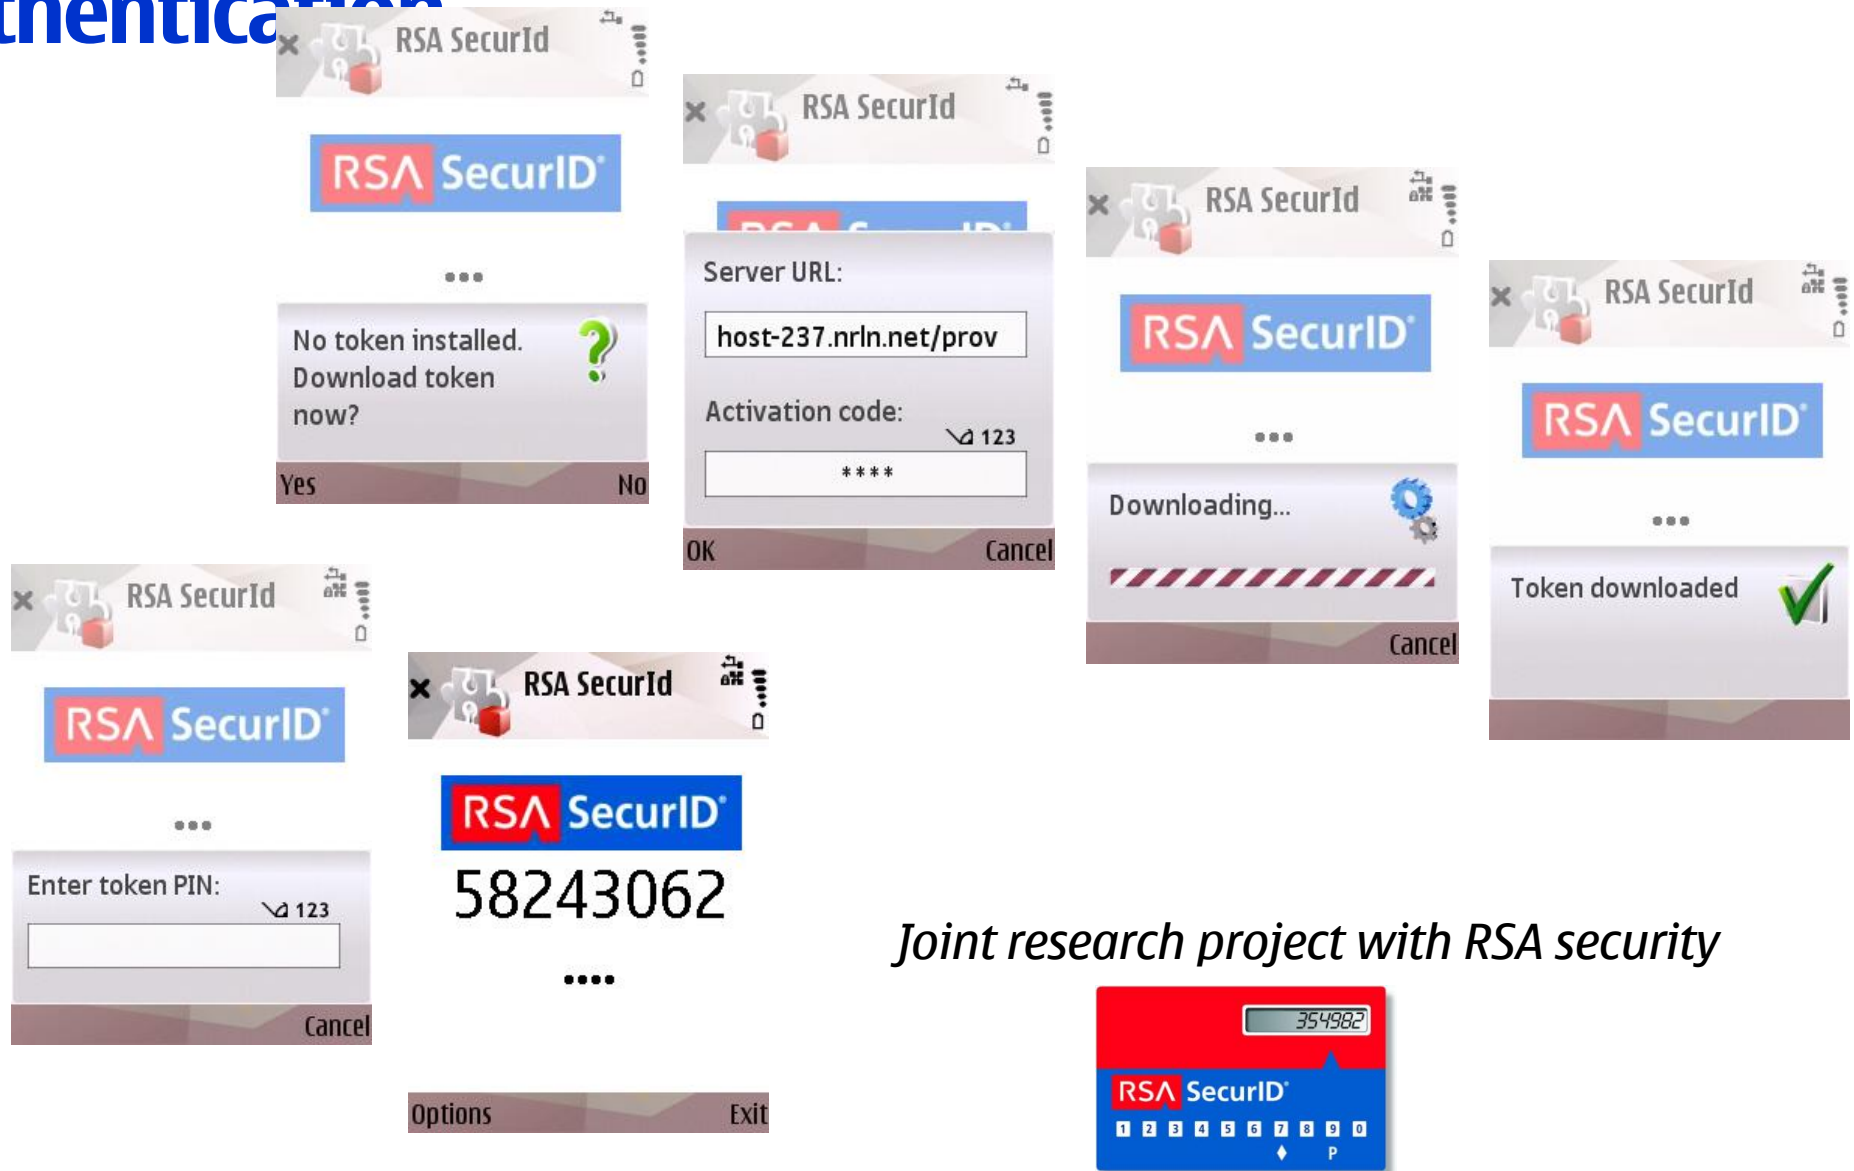 thentication
RSA SecurId
RSA SecurID®
No token installed.
Download token
now?
Yes No
RSA SecurId
Server URL:
host-237.nrln.net/prov
Activation code:
123
****
OK Cancel
RSA SecurId
RSA SecurID®
Downloading...
Cancel
RSA SecurId
RSA SecurID®
Token downloaded
RSA SecurId
RSA SecurID®
Enter token PIN:
123
Cancel
RSA SecurId
RSA SecurID®
58243062
Options Exit
Joint research project with RSA security
354982
RSA SecurID®
1 2 3 4 5 6 7 8 9 0
P